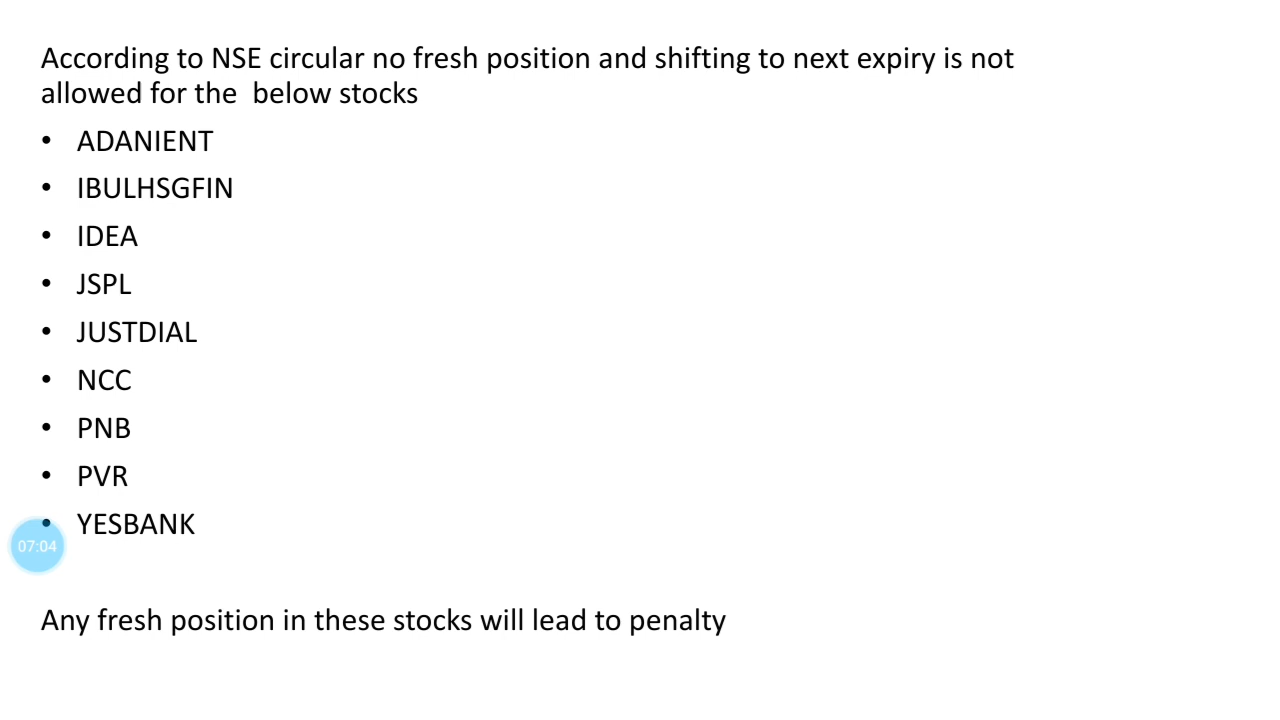 According to NSE circular no fresh position and shifting to next expiry is not
allowed for the  below stocks
• ADANIENT
• IBULHSGFIN
• IDEA
• JSPL
• JUSTDIAL
• NCC
• PNB
• PVR
• YESBANK
07:04
Any fresh position in these stocks will lead to penalty